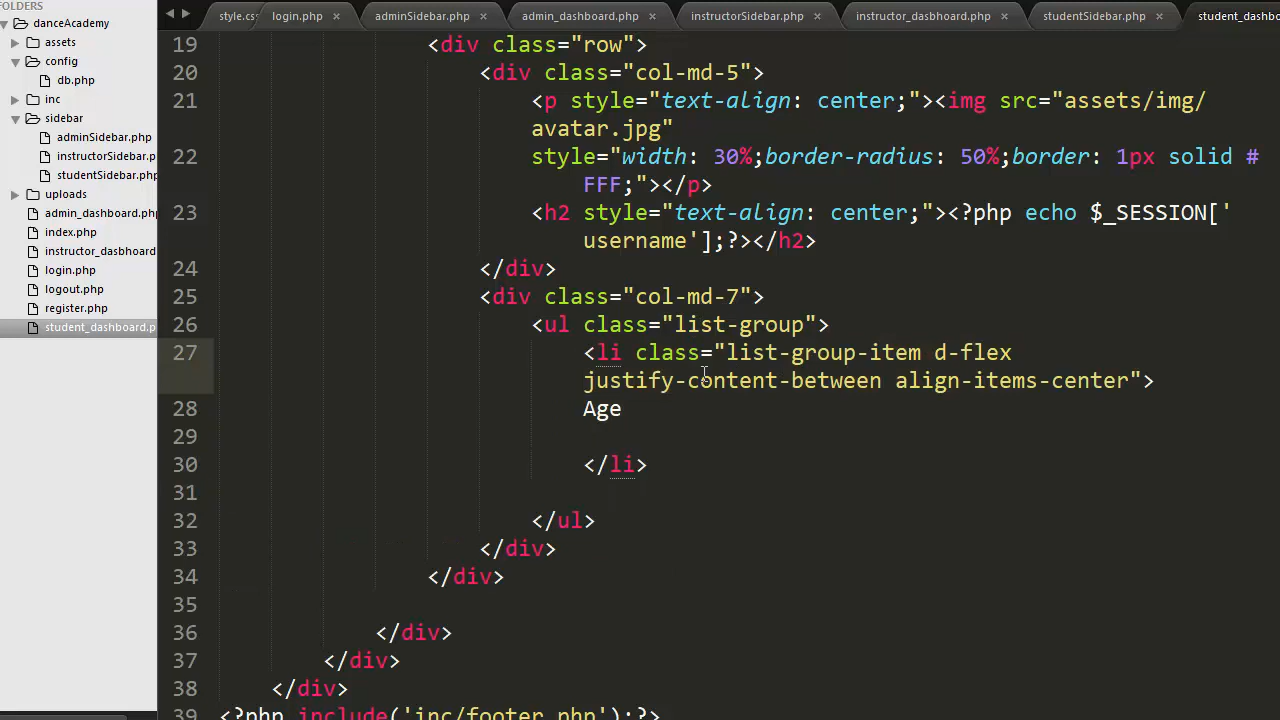 FOLDERS
danceAcademy
assets
config
db.php
inc
sidebar
adminSidebar.php
instructorSidebar.p
studentSidebar.php
uploads
admin_dashboard.php
index.php
instructor_dasbhoard
login.php
logout.php
register.php
student_dashboard.p
style.css login.php × adminSidebar.php × admin_dashboard.php × instructorSidebar.php × instructor_dasboard.php × studentSidebar.php × student_dashbo
19 <div class="row">
20 <div class="col-md-5">
21 <p style="text-align: center;"><img src="assets/img/
avatar.jpg"
22 style="width: 30%;border-radius: 50%;border: 1px solid #
FFF;"></p>
23 <h2 style="text-align: center;"><?php echo $_SESSION['
username'];?></h2>
24 </div>
25 <div class="col-md-7">
26 <ul class="list-group">
27 <li class="list-group-item d-flex
justify-content-between align-items-center">
28 Age
29
30 </li>
31
32 </ul>
33 </div>
34 </div>
35
36 </div>
37 </div>
38 </div>
39 <?php include('inc/footer.php');?>